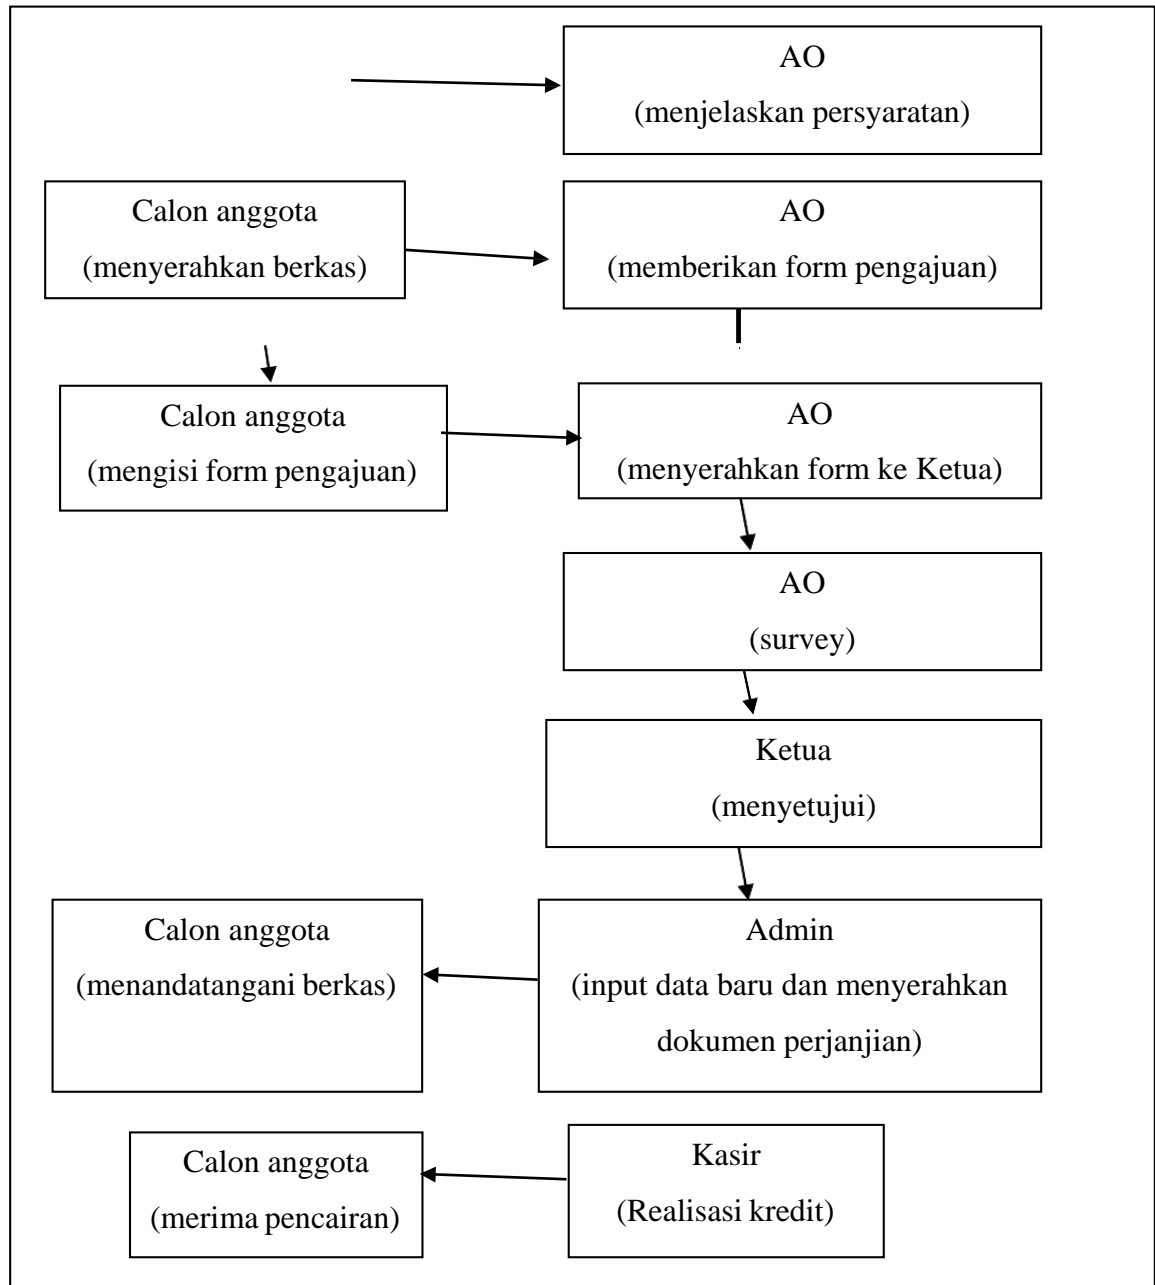 AO
(menjelaskan persyaratan)
Calon anggota
(menyerahkan berkas)
AO
(memberikan form pengajuan)
Calon anggota
(mengisi form pengajuan)
AO
(menyerahkan form ke Ketua)
AO
(survey)
Ketua
(menyetujui)
Calon anggota
(menandatangani berkas)
Admin
(input data baru dan menyerahkan
dokumen perjanjian)
Calon anggota
(merima pencairan)
Kasir
(Realisasi kredit)